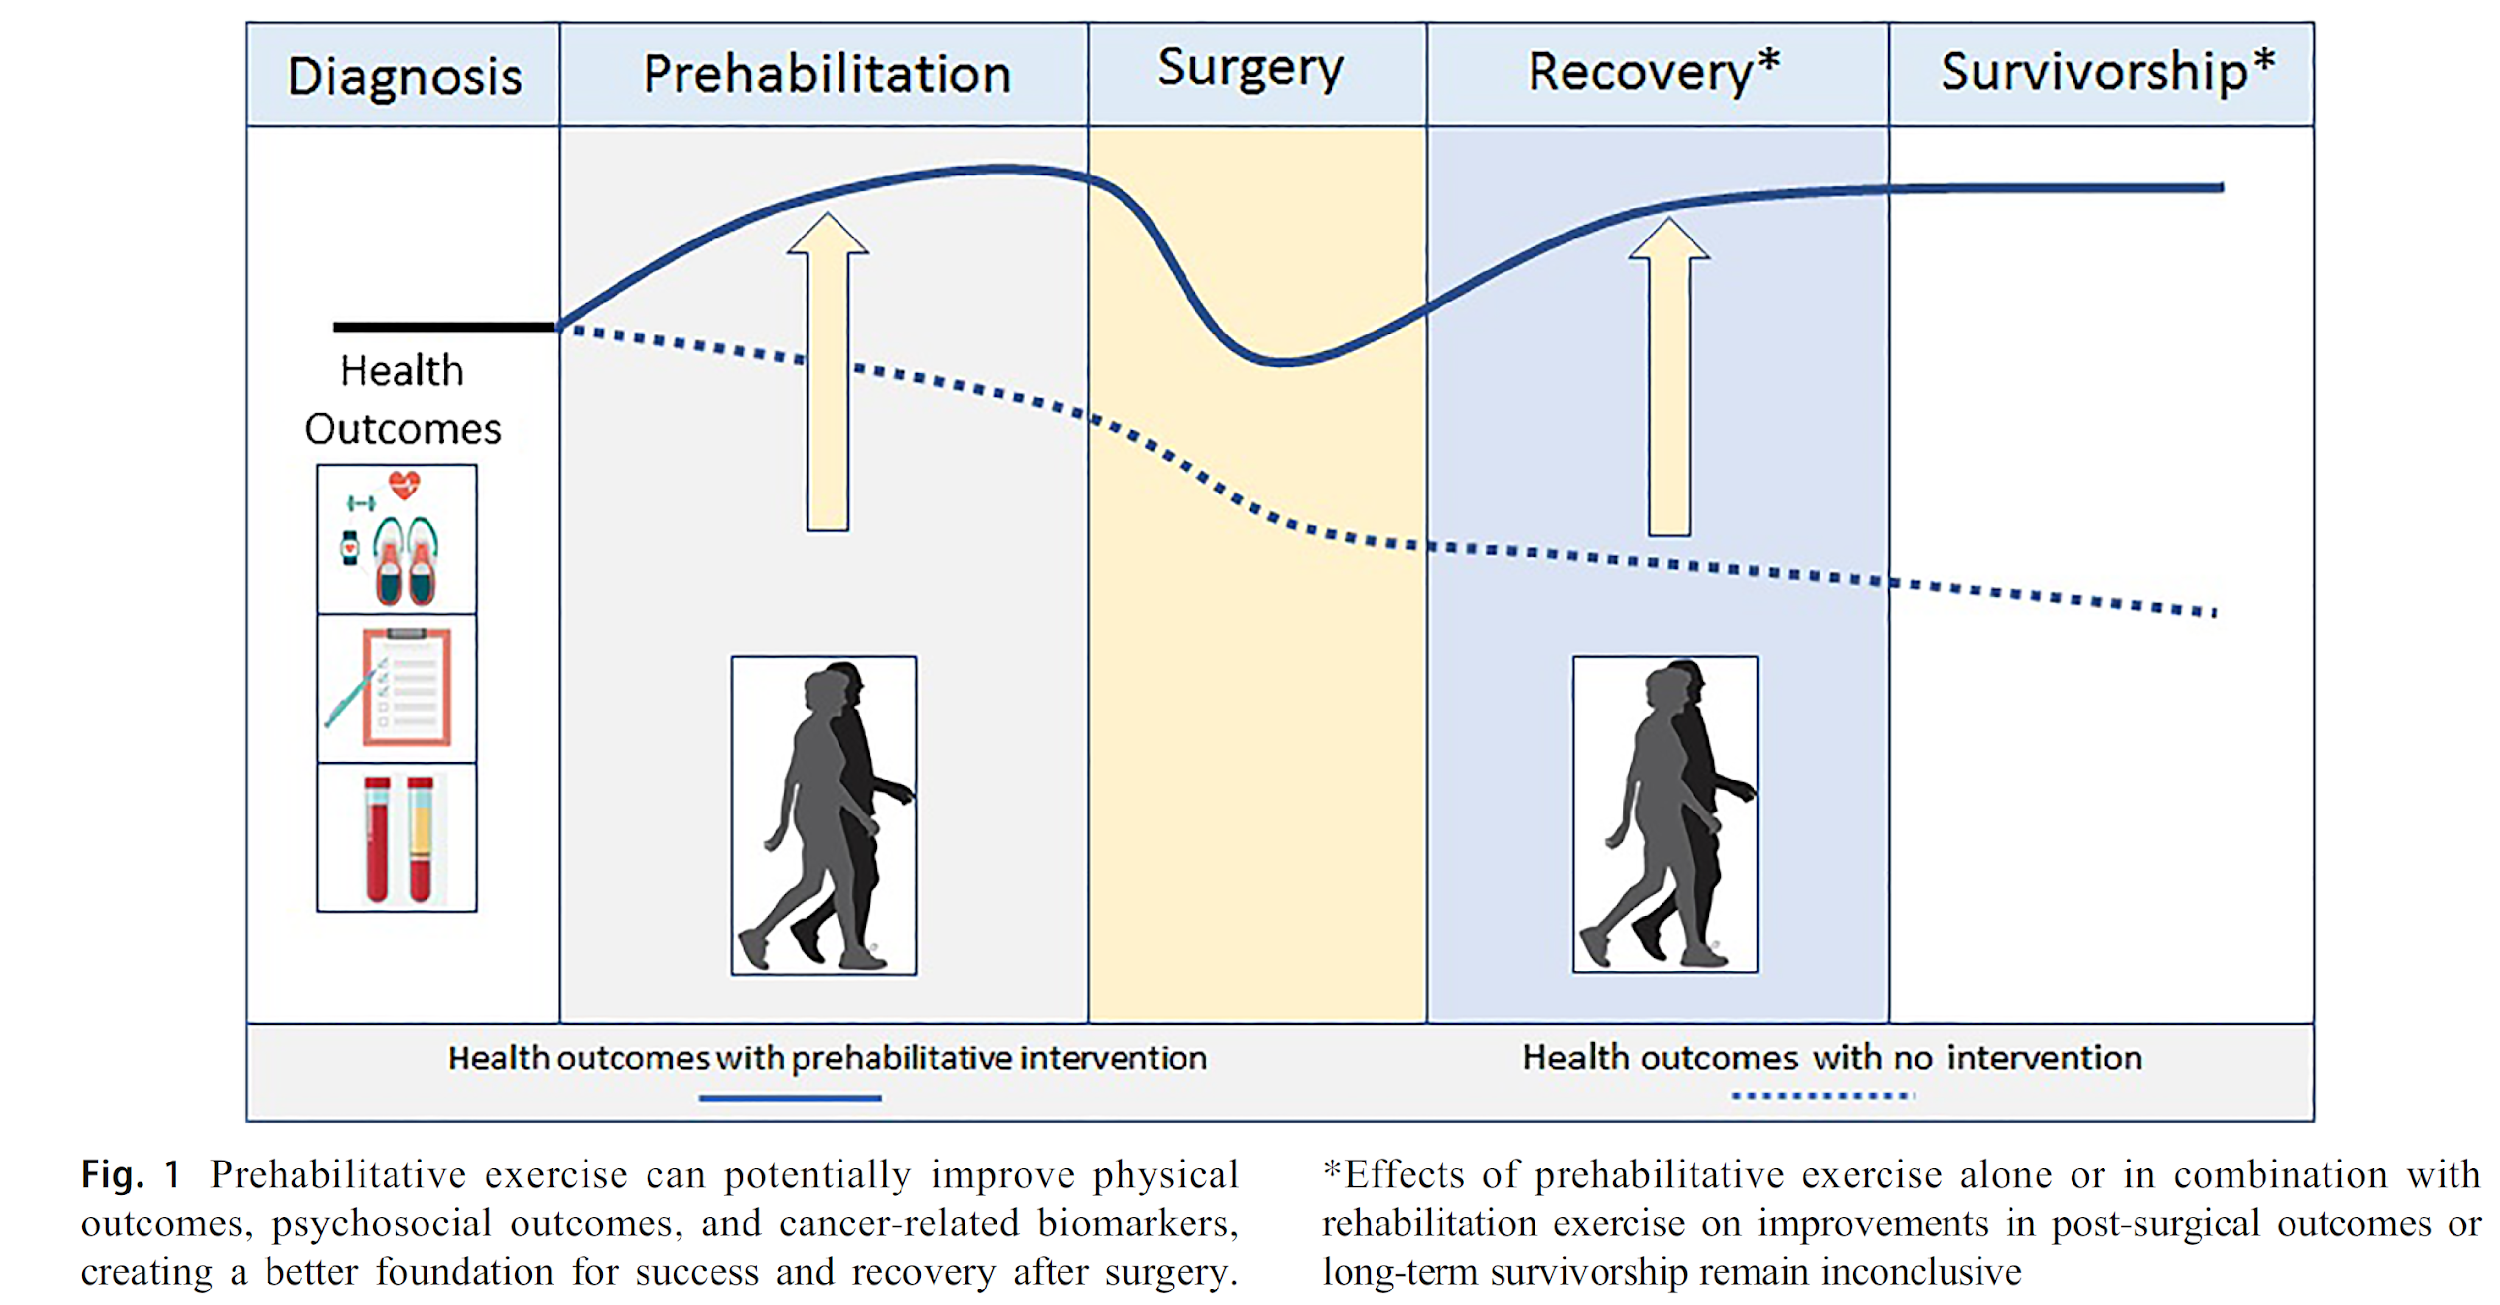 Diagnosis
Prehabilitation
Surgery
Recovery*
Survivorship*
Health
Outcomes
Health outcomes with prehabilitative intervention
Health outcomes with no intervention
Fig. 1 Prehabilitative exercise can potentially improve physical
outcomes, psychosocial outcomes, and cancer-related biomarkers,
creating a better foundation for success and recovery after surgery.
*Effects of prehabilitative exercise alone or in combination with
rehabilitation exercise on improvements in post-surgical outcomes or
long-term survivorship remain inconclusive